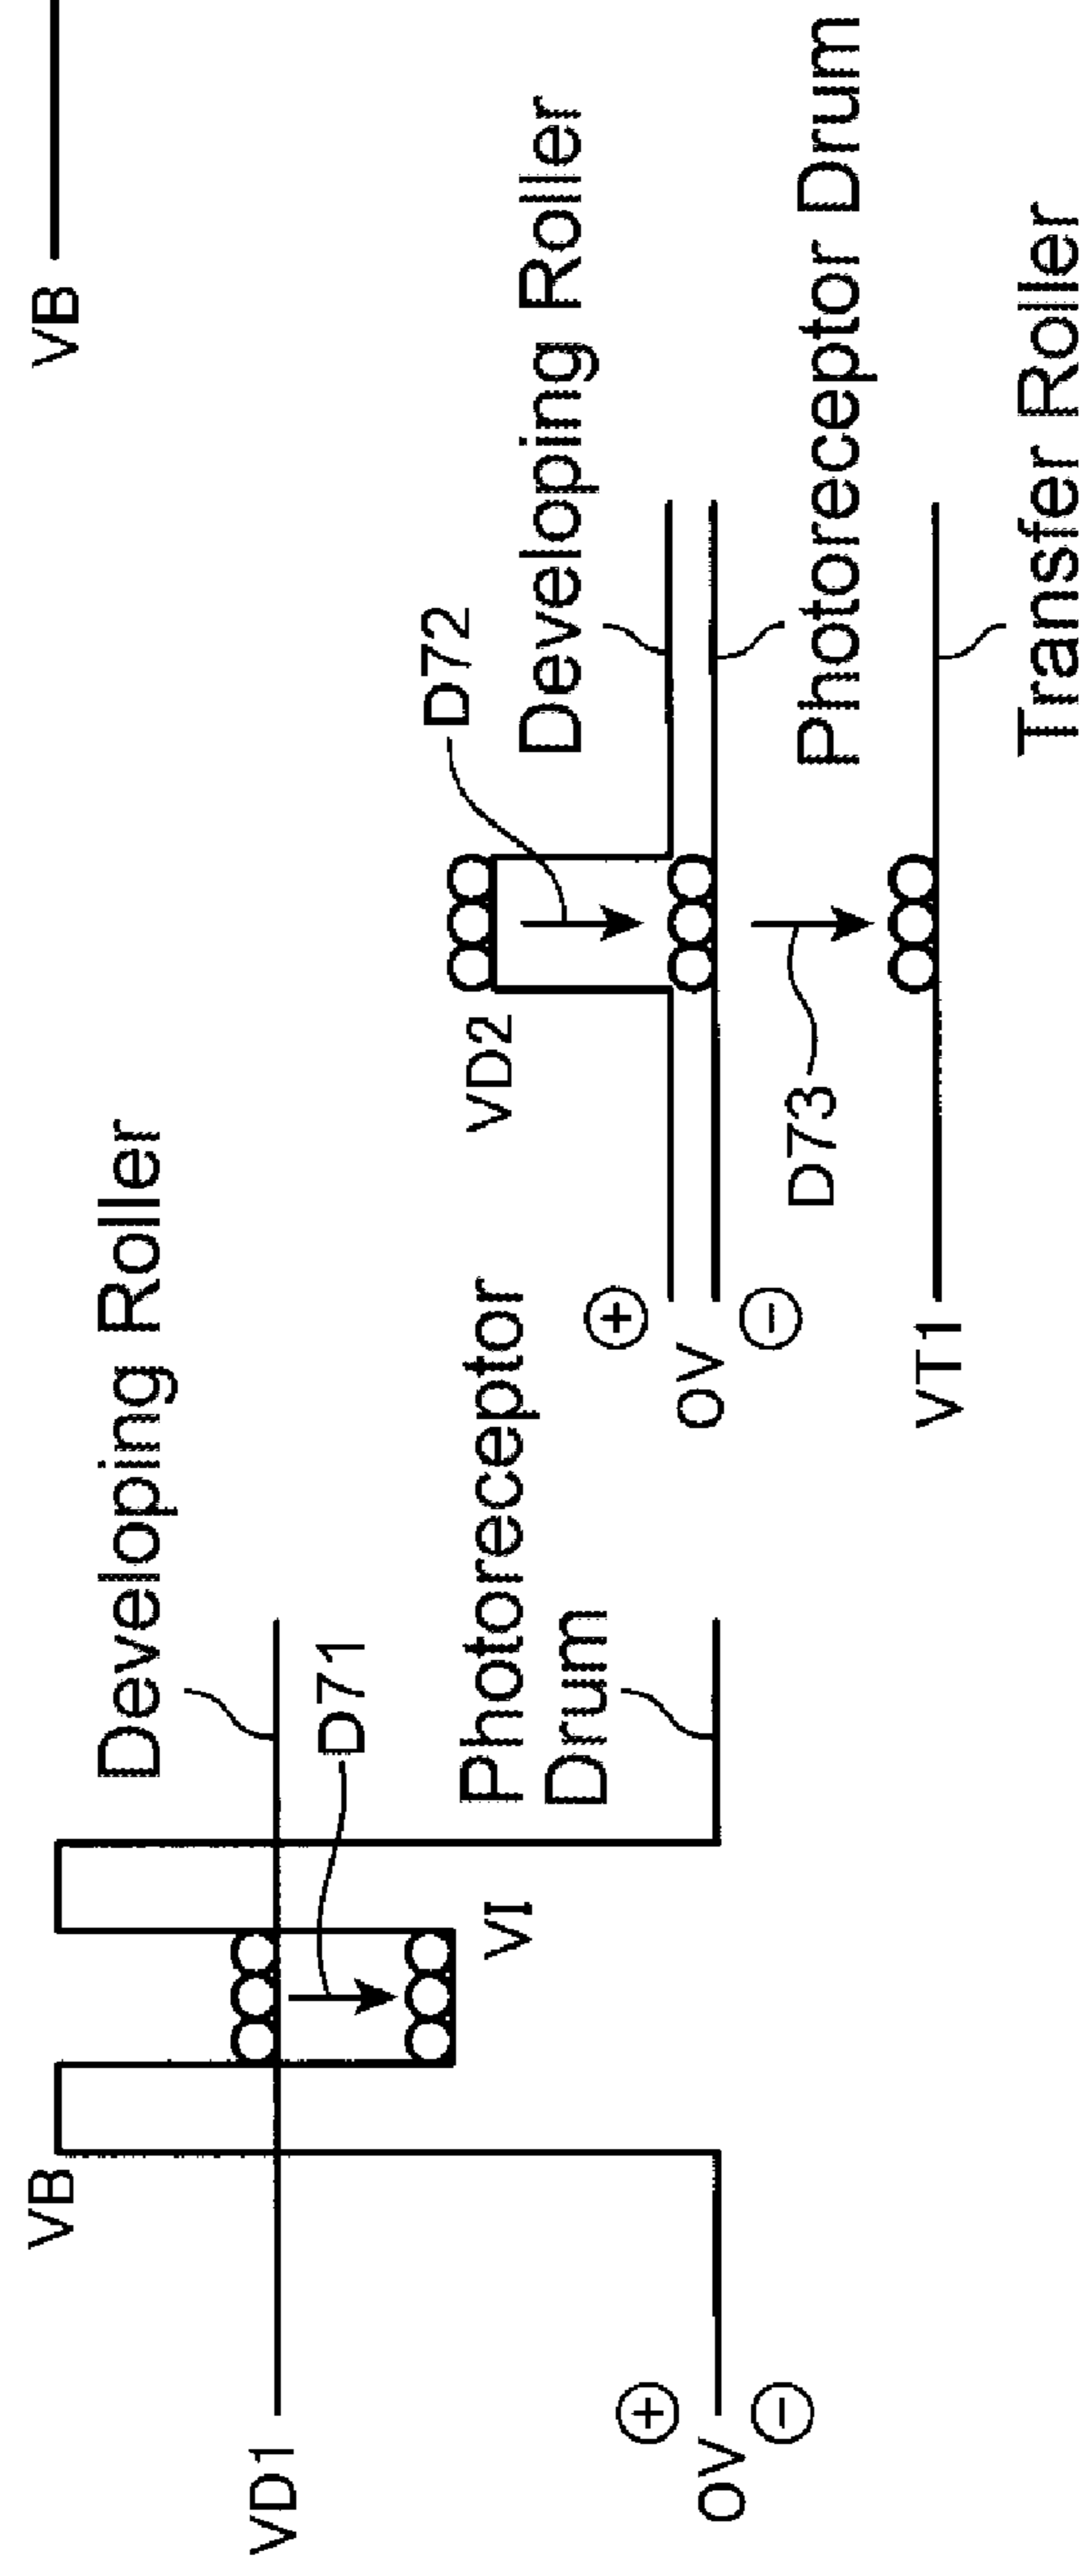 VB
Developing Roller
VD1
D71
Photoreceptor
Drum
VI
+
0V
−
VB
D72
Developing Roller
VD2
+
0V
−
Photoreceptor Drum
D73
VT1
Transfer Roller